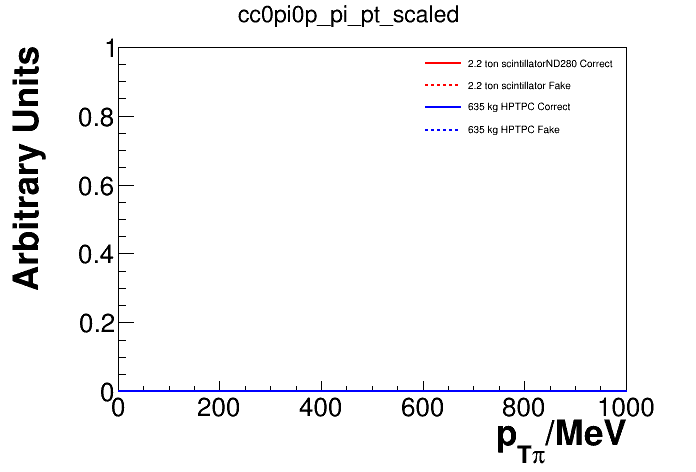 cc0pi0p_pi_pt_scaled
Arbitrary Units
1
0.8
0.6
0.4
0.2
0
2.2 ton scintillatorND280 Correct
2.2 ton scintillator Fake
635 kg HPTPC Correct
635 kg HPTPC Fake
0 200 400 600 800 1000
pTπ/MeV